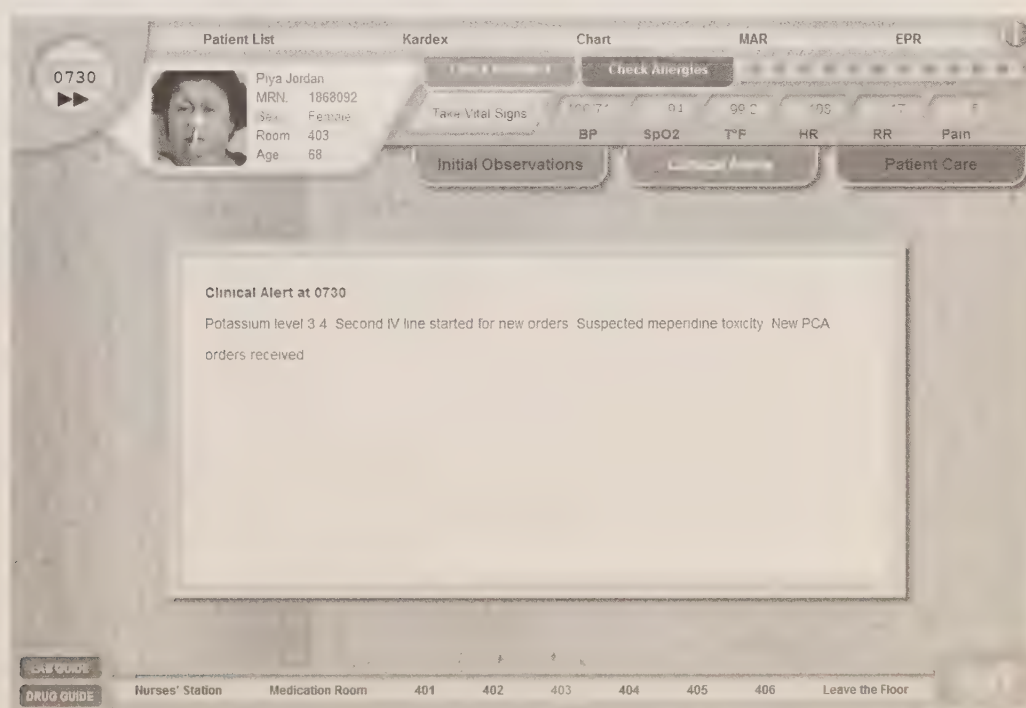 Patient List Kardex Chart MAR EPR
0730
Piya Jordan
MRN. 1868092
Sex Female
Room 403
Age 68
Check Allergies
Take Vital Signs
BP SpO2 T°F HR RR Pain
Initial Observations Patient Care
Clinical Alert at 0730
Potassium level 3 4 Second IV line started for new orders Suspected meperidine toxicity New PCA
orders received
LAB GUIDE
DRUG GUIDE
Nurses' Station Medication Room 401 402 403 404 405 406 Leave the Floor